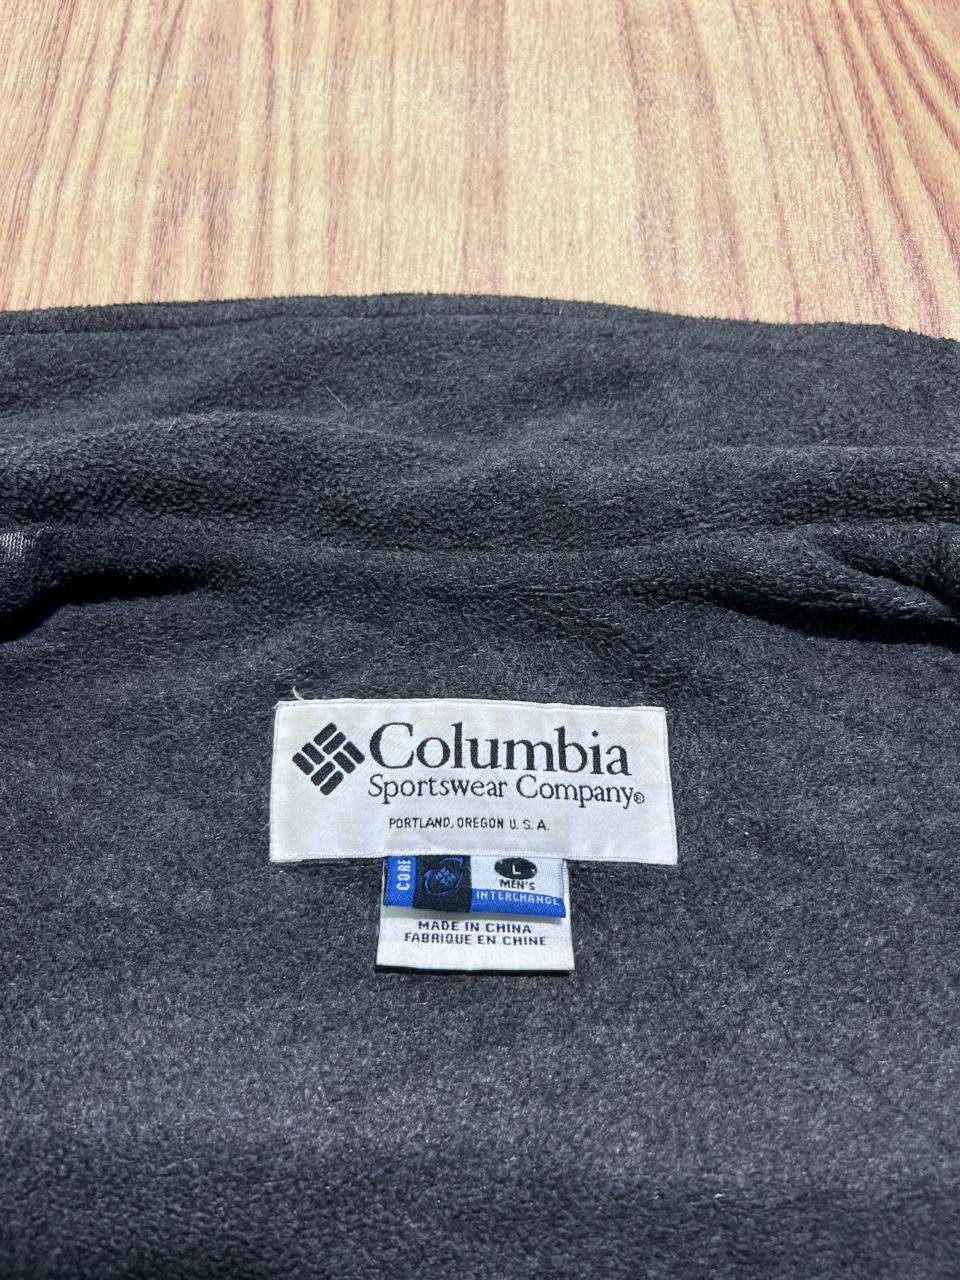 Columbia
Sportswear Company®
PORTLAND, OREGON U. S. A.
CORE
L
MEN'S
INTERCHANGE
MADE IN CHINA
FABRIQUE EN CHINE